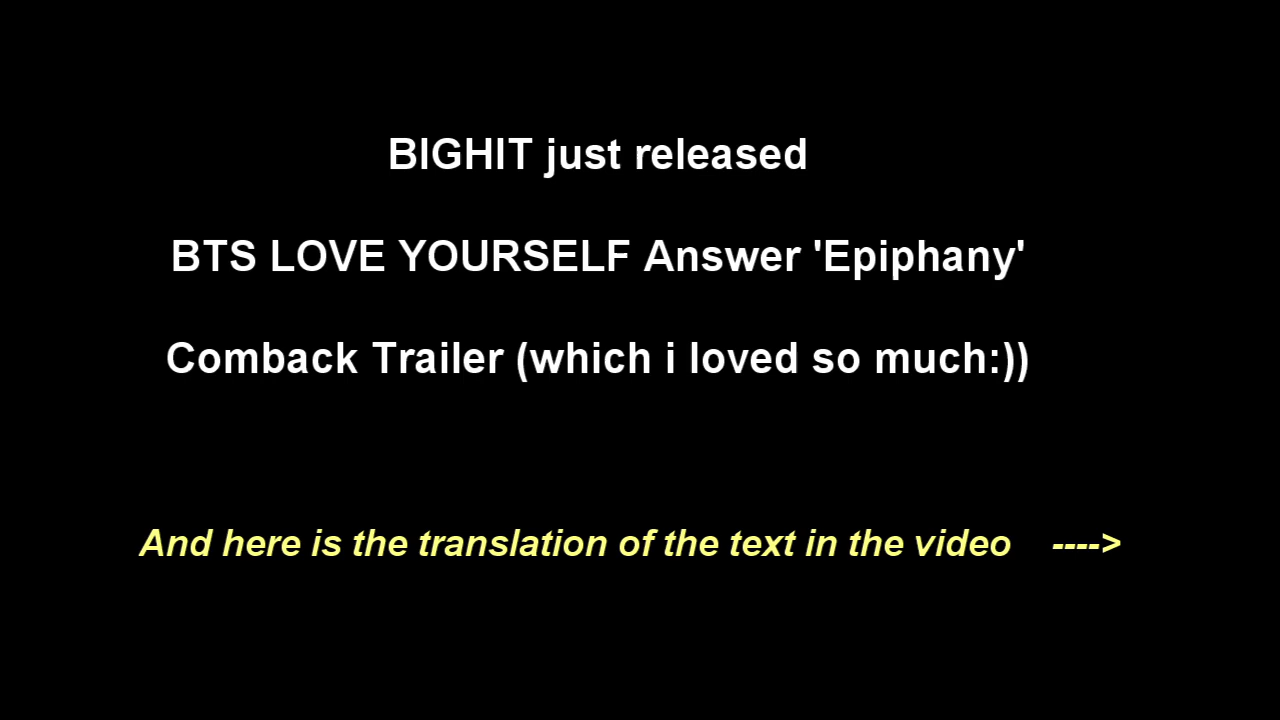 BIGHIT just released
BTS LOVE YOURSELF Answer 'Epiphany'
Comback Trailer (which i loved so much:))
And here is the translation of the text in the video ---->